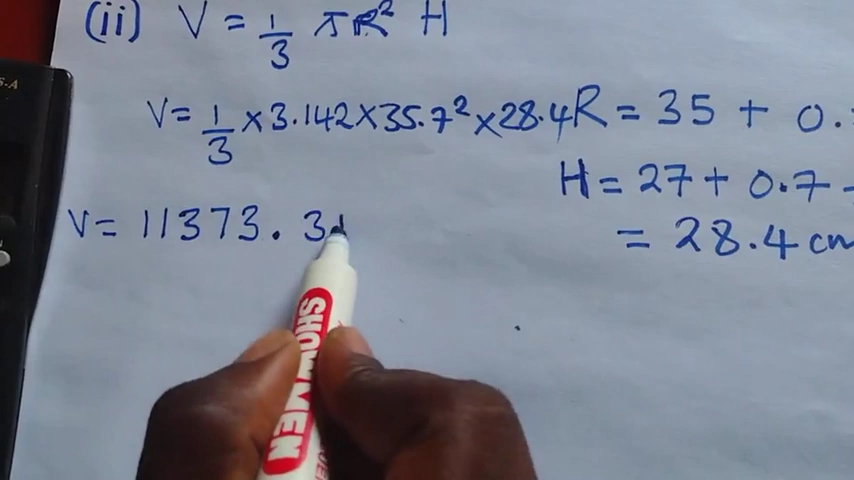 (ii) V = 1/3 πR² H
V = 1/3 × 3.142 × 35.7² × 28.4
R = 35 + 0.
H = 27 + 0.7
= 28.4 cm
V = 11373.3
SHOWMEN